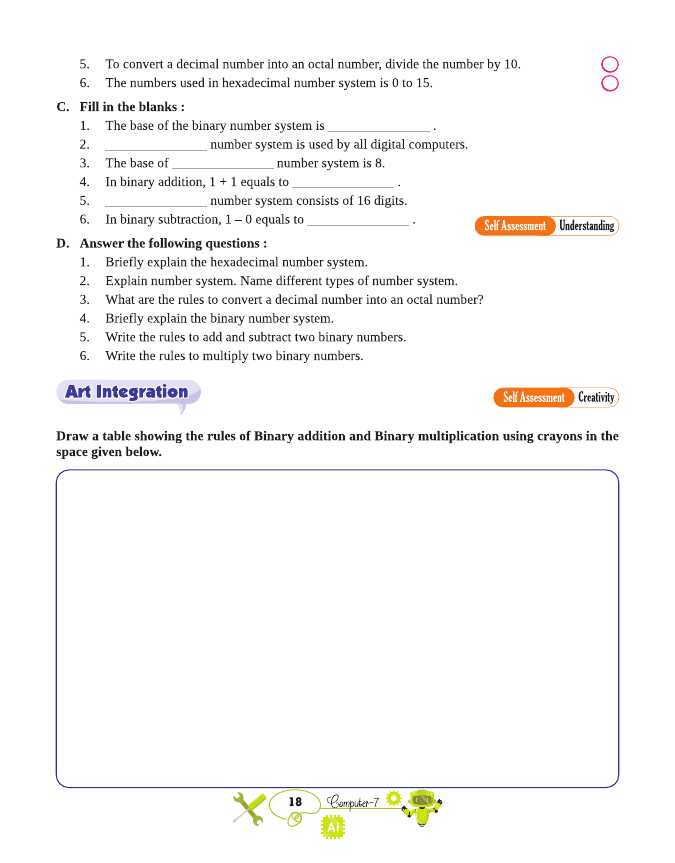 5. To convert a decimal number into an octal number, divide the number by 10.
6. The numbers used in hexadecimal number system is 0 to 15.
C. Fill in the blanks :
1. The base of the binary number system is _______________ .
2. _______________ number system is used by all digital computers.
3. The base of _______________ number system is 8.
4. In binary addition, 1 + 1 equals to _______________ .
5. _______________ number system consists of 16 digits.
6. In binary subtraction, 1 – 0 equals to _______________ .
Self Assessment Understanding
D. Answer the following questions :
1. Briefly explain the hexadecimal number system.
2. Explain number system. Name different types of number system.
3. What are the rules to convert a decimal number into an octal number?
4. Briefly explain the binary number system.
5. Write the rules to add and subtract two binary numbers.
6. Write the rules to multiply two binary numbers.
Art Integration
Self Assessment Creativity
Draw a table showing the rules of Binary addition and Binary multiplication using crayons in the
space given below.
18 Computer-7
AI